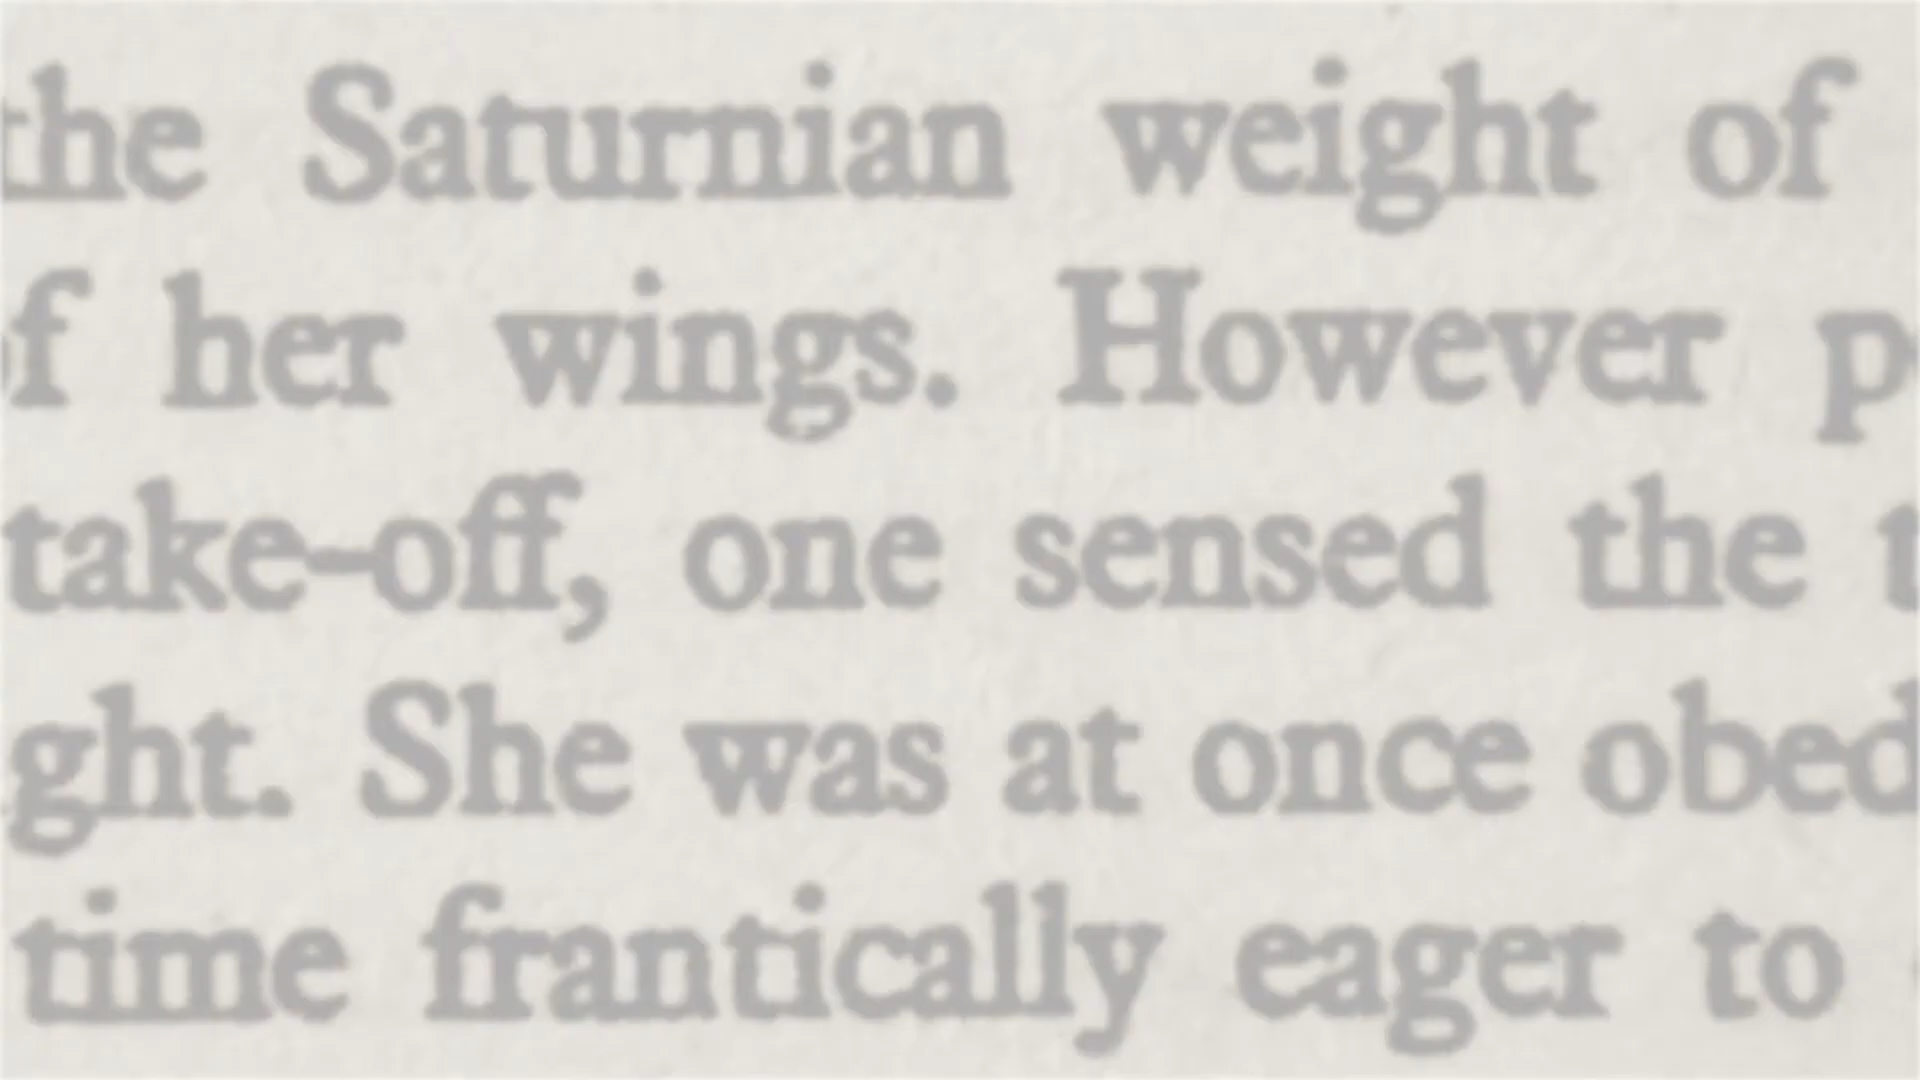 the Saturnian weight of
of her wings. However p
take-off, one sensed the t
ght. She was at once obed
time frantically eager to